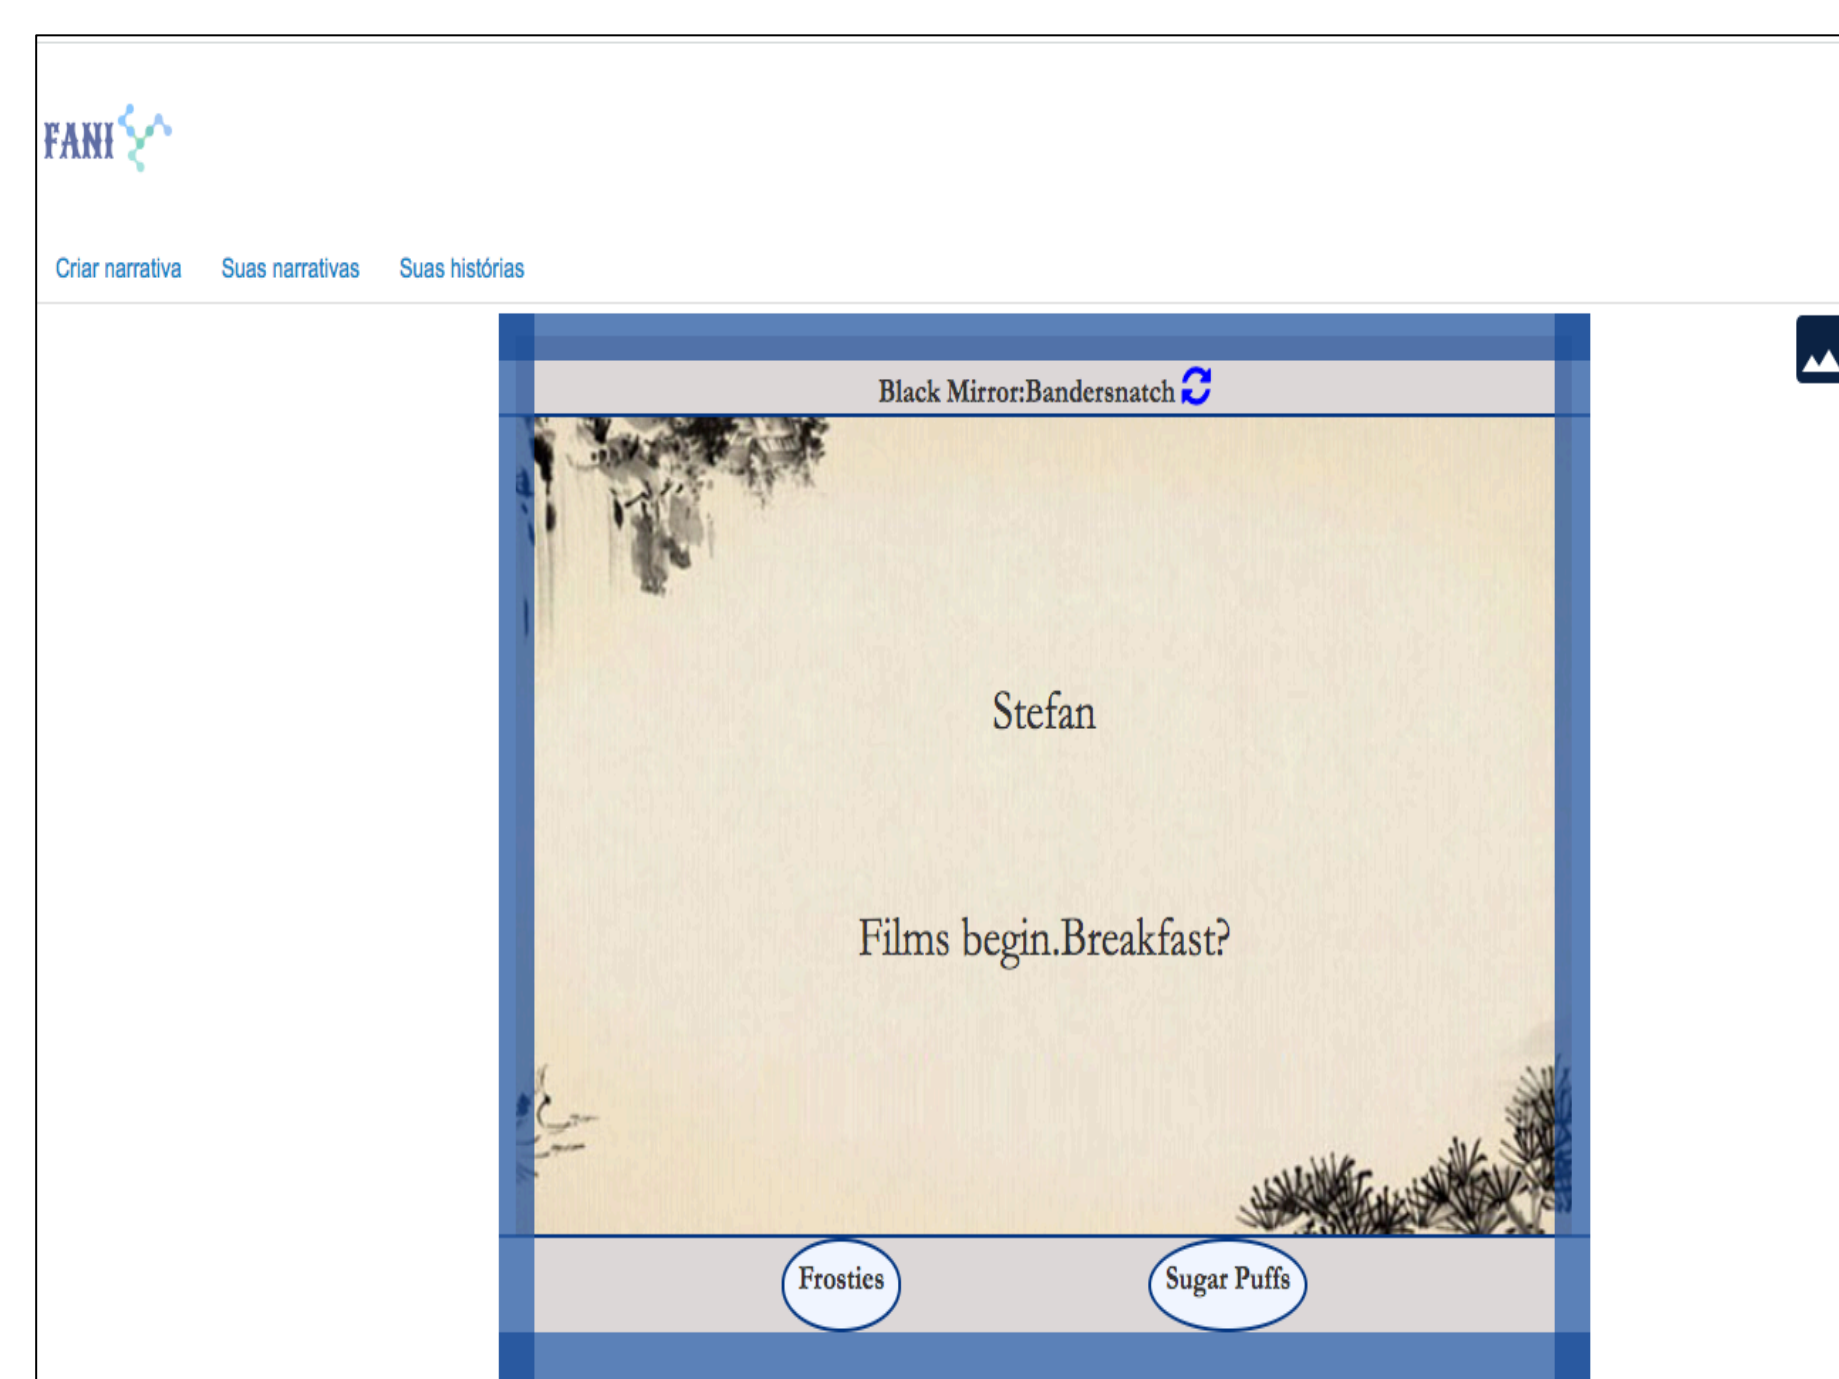 FANI
Criar narrativa Suas narrativas Suas histórias
Black Mirror:Bandersnatch
Stefan
Films begin.Breakfast?
Frosties Sugar Puffs